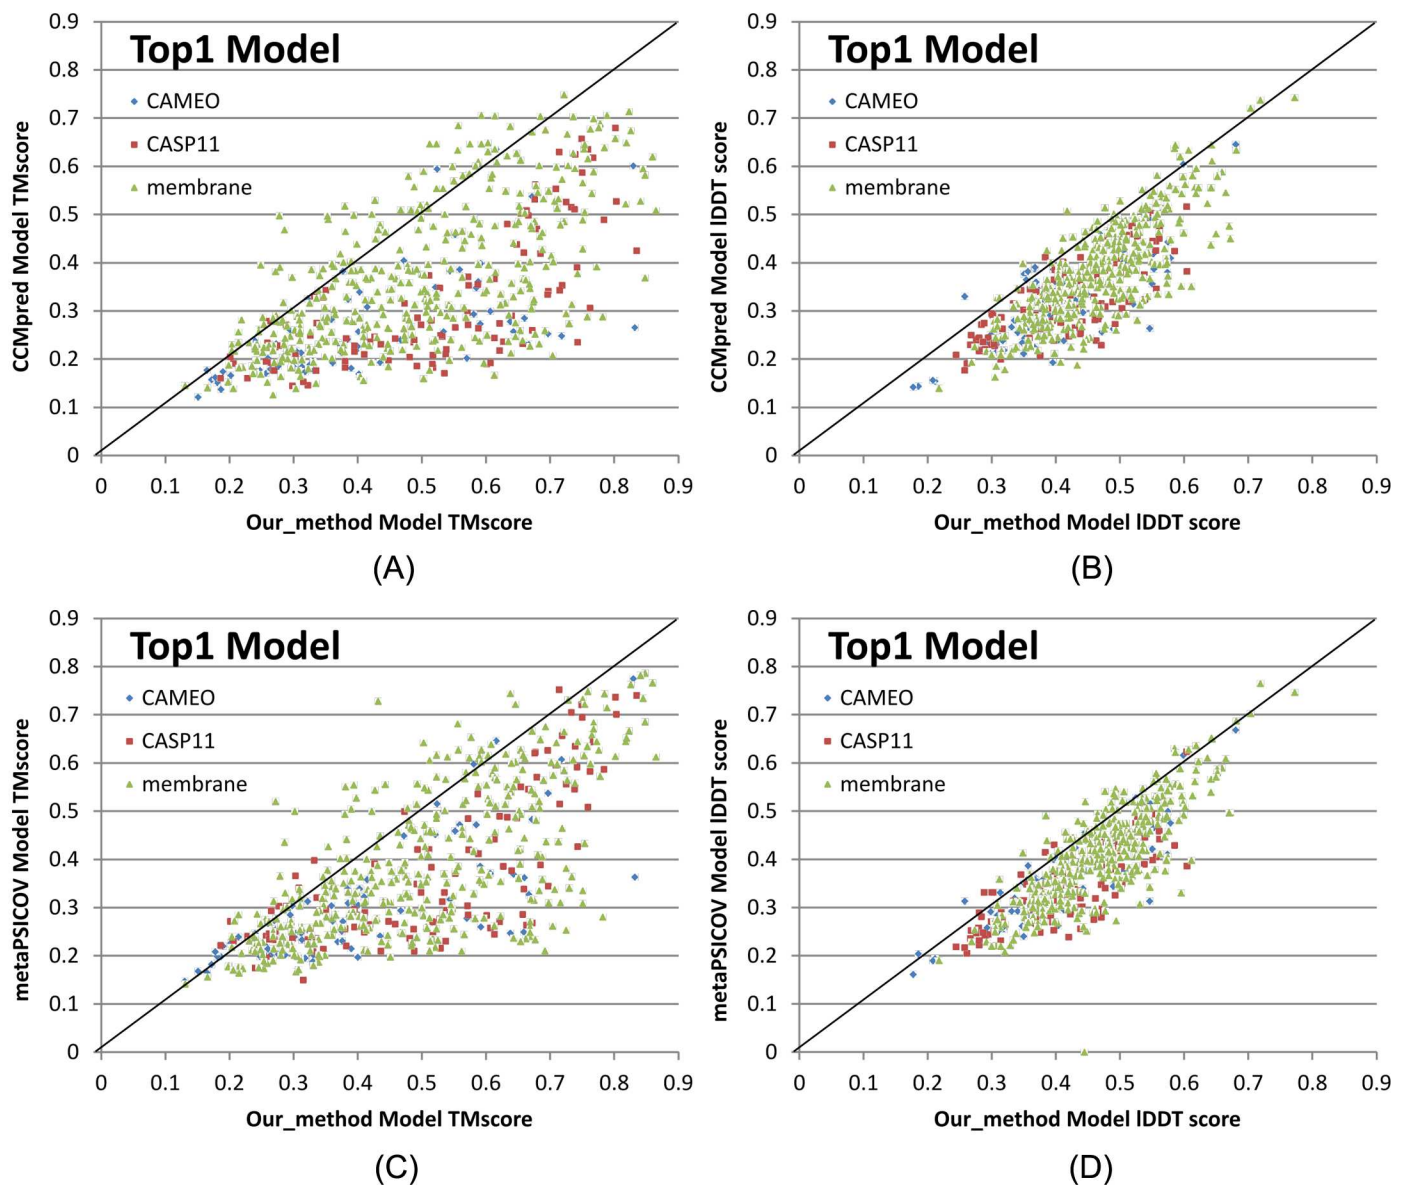 Top1 Model
CAMEO
CASP11
membrane
CCMpred Model TMscore
0.9
0.8
0.7
0.6
0.5
0.4
0.3
0.2
0.1
0
0 0.1 0.2 0.3 0.4 0.5 0.6 0.7 0.8 0.9
Our_method Model TMscore
(A)
Top1 Model
CAMEO
CASP11
membrane
CCMpred Model lDDT score
0.9
0.8
0.7
0.6
0.5
0.4
0.3
0.2
0.1
0
0 0.1 0.2 0.3 0.4 0.5 0.6 0.7 0.8 0.9
Our_method Model lDDT score
(B)
Top1 Model
CAMEO
CASP11
membrane
metaPSICOV Model TMscore
0.9
0.8
0.7
0.6
0.5
0.4
0.3
0.2
0.1
0
0 0.1 0.2 0.3 0.4 0.5 0.6 0.7 0.8 0.9
Our_method Model TMscore
(C)
Top1 Model
CAMEO
CASP11
membrane
metaPSICOV Model lDDT score
0.9
0.8
0.7
0.6
0.5
0.4
0.3
0.2
0.1
0
0 0.1 0.2 0.3 0.4 0.5 0.6 0.7 0.8 0.9
Our_method Model lDDT score
(D)